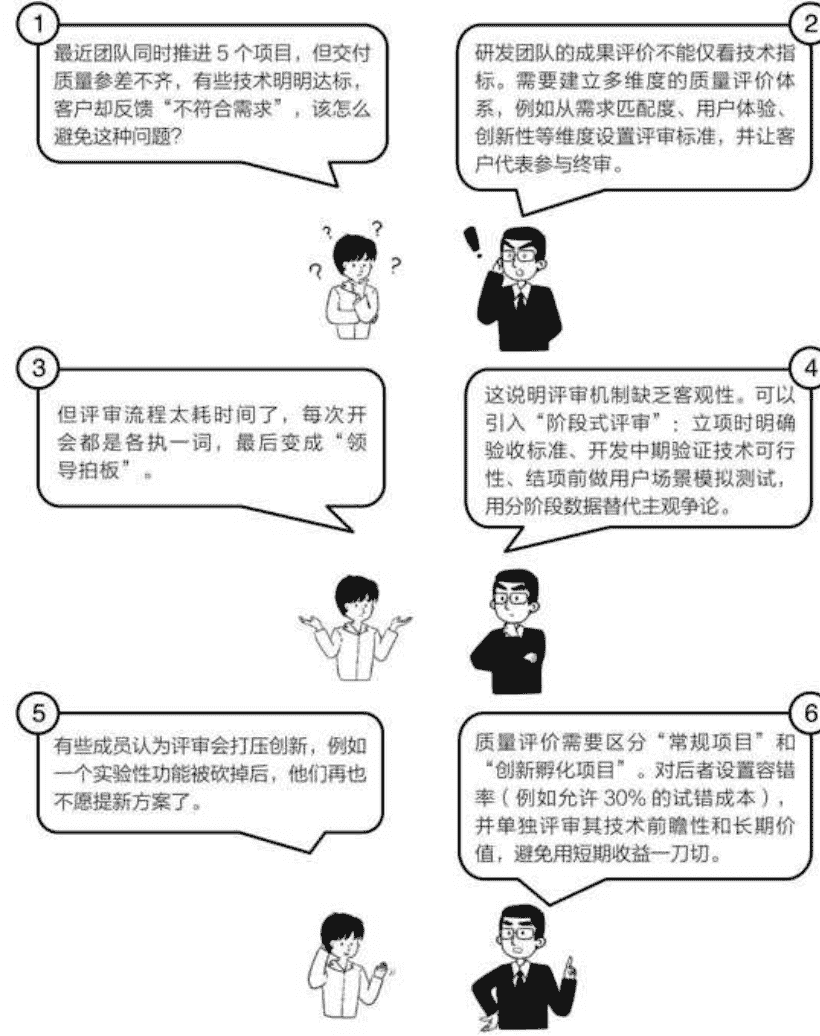 1
最近团队同时推进 5 个项目，但交付
质量参差不齐，有些技术明明达标，
客户却反馈“不符合需求”，该怎么
避免这种问题？
2
研发团队的成果评价不能仅看技术指
标。需要建立多维度的质量评价体
系，例如从需求匹配度、用户体验、
创新性等维度设置评审标准，并让客
户代表参与终审。
? ? ? ?
!
3
但评审流程太耗时间了，每次开
会都是各执一词，最后变成“领
导拍板”。
4
这说明评审机制缺乏客观性。可以
引入“阶段式评审”：立项时明确
验收标准、开发中期验证技术可行
性、结项前做用户场景模拟测试，
用分阶段数据替代主观争论。
5
有些成员认为评审会打压创新，例如
一个实验性功能被砍掉后，他们再也
不愿提新方案了。
6
质量评价需要区分“常规项目”和
“创新孵化项目”。对后者设置容错
率（例如允许 30% 的试错成本），
并单独评审其技术前瞻性和长期价
值，避免用短期收益一刀切。